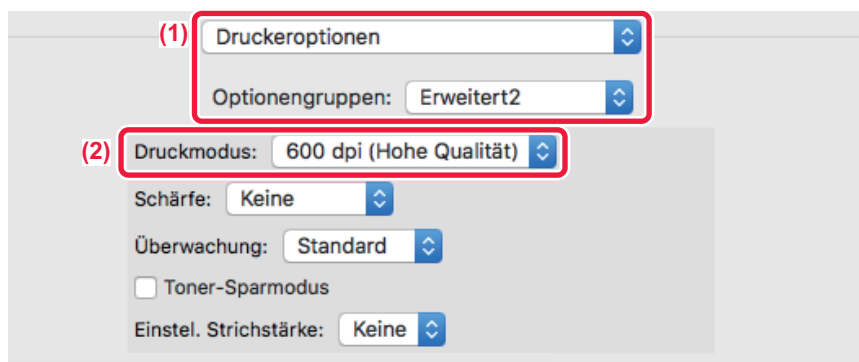 (1) Druckeroptionen
Optionengruppen: Erweitert2
(2) Druckmodus: 600 dpi (Hohe Qualität)
Schärfe: Keine
Überwachung: Standard
Toner-Sparmodus
Einstel. Strichstärke: Keine